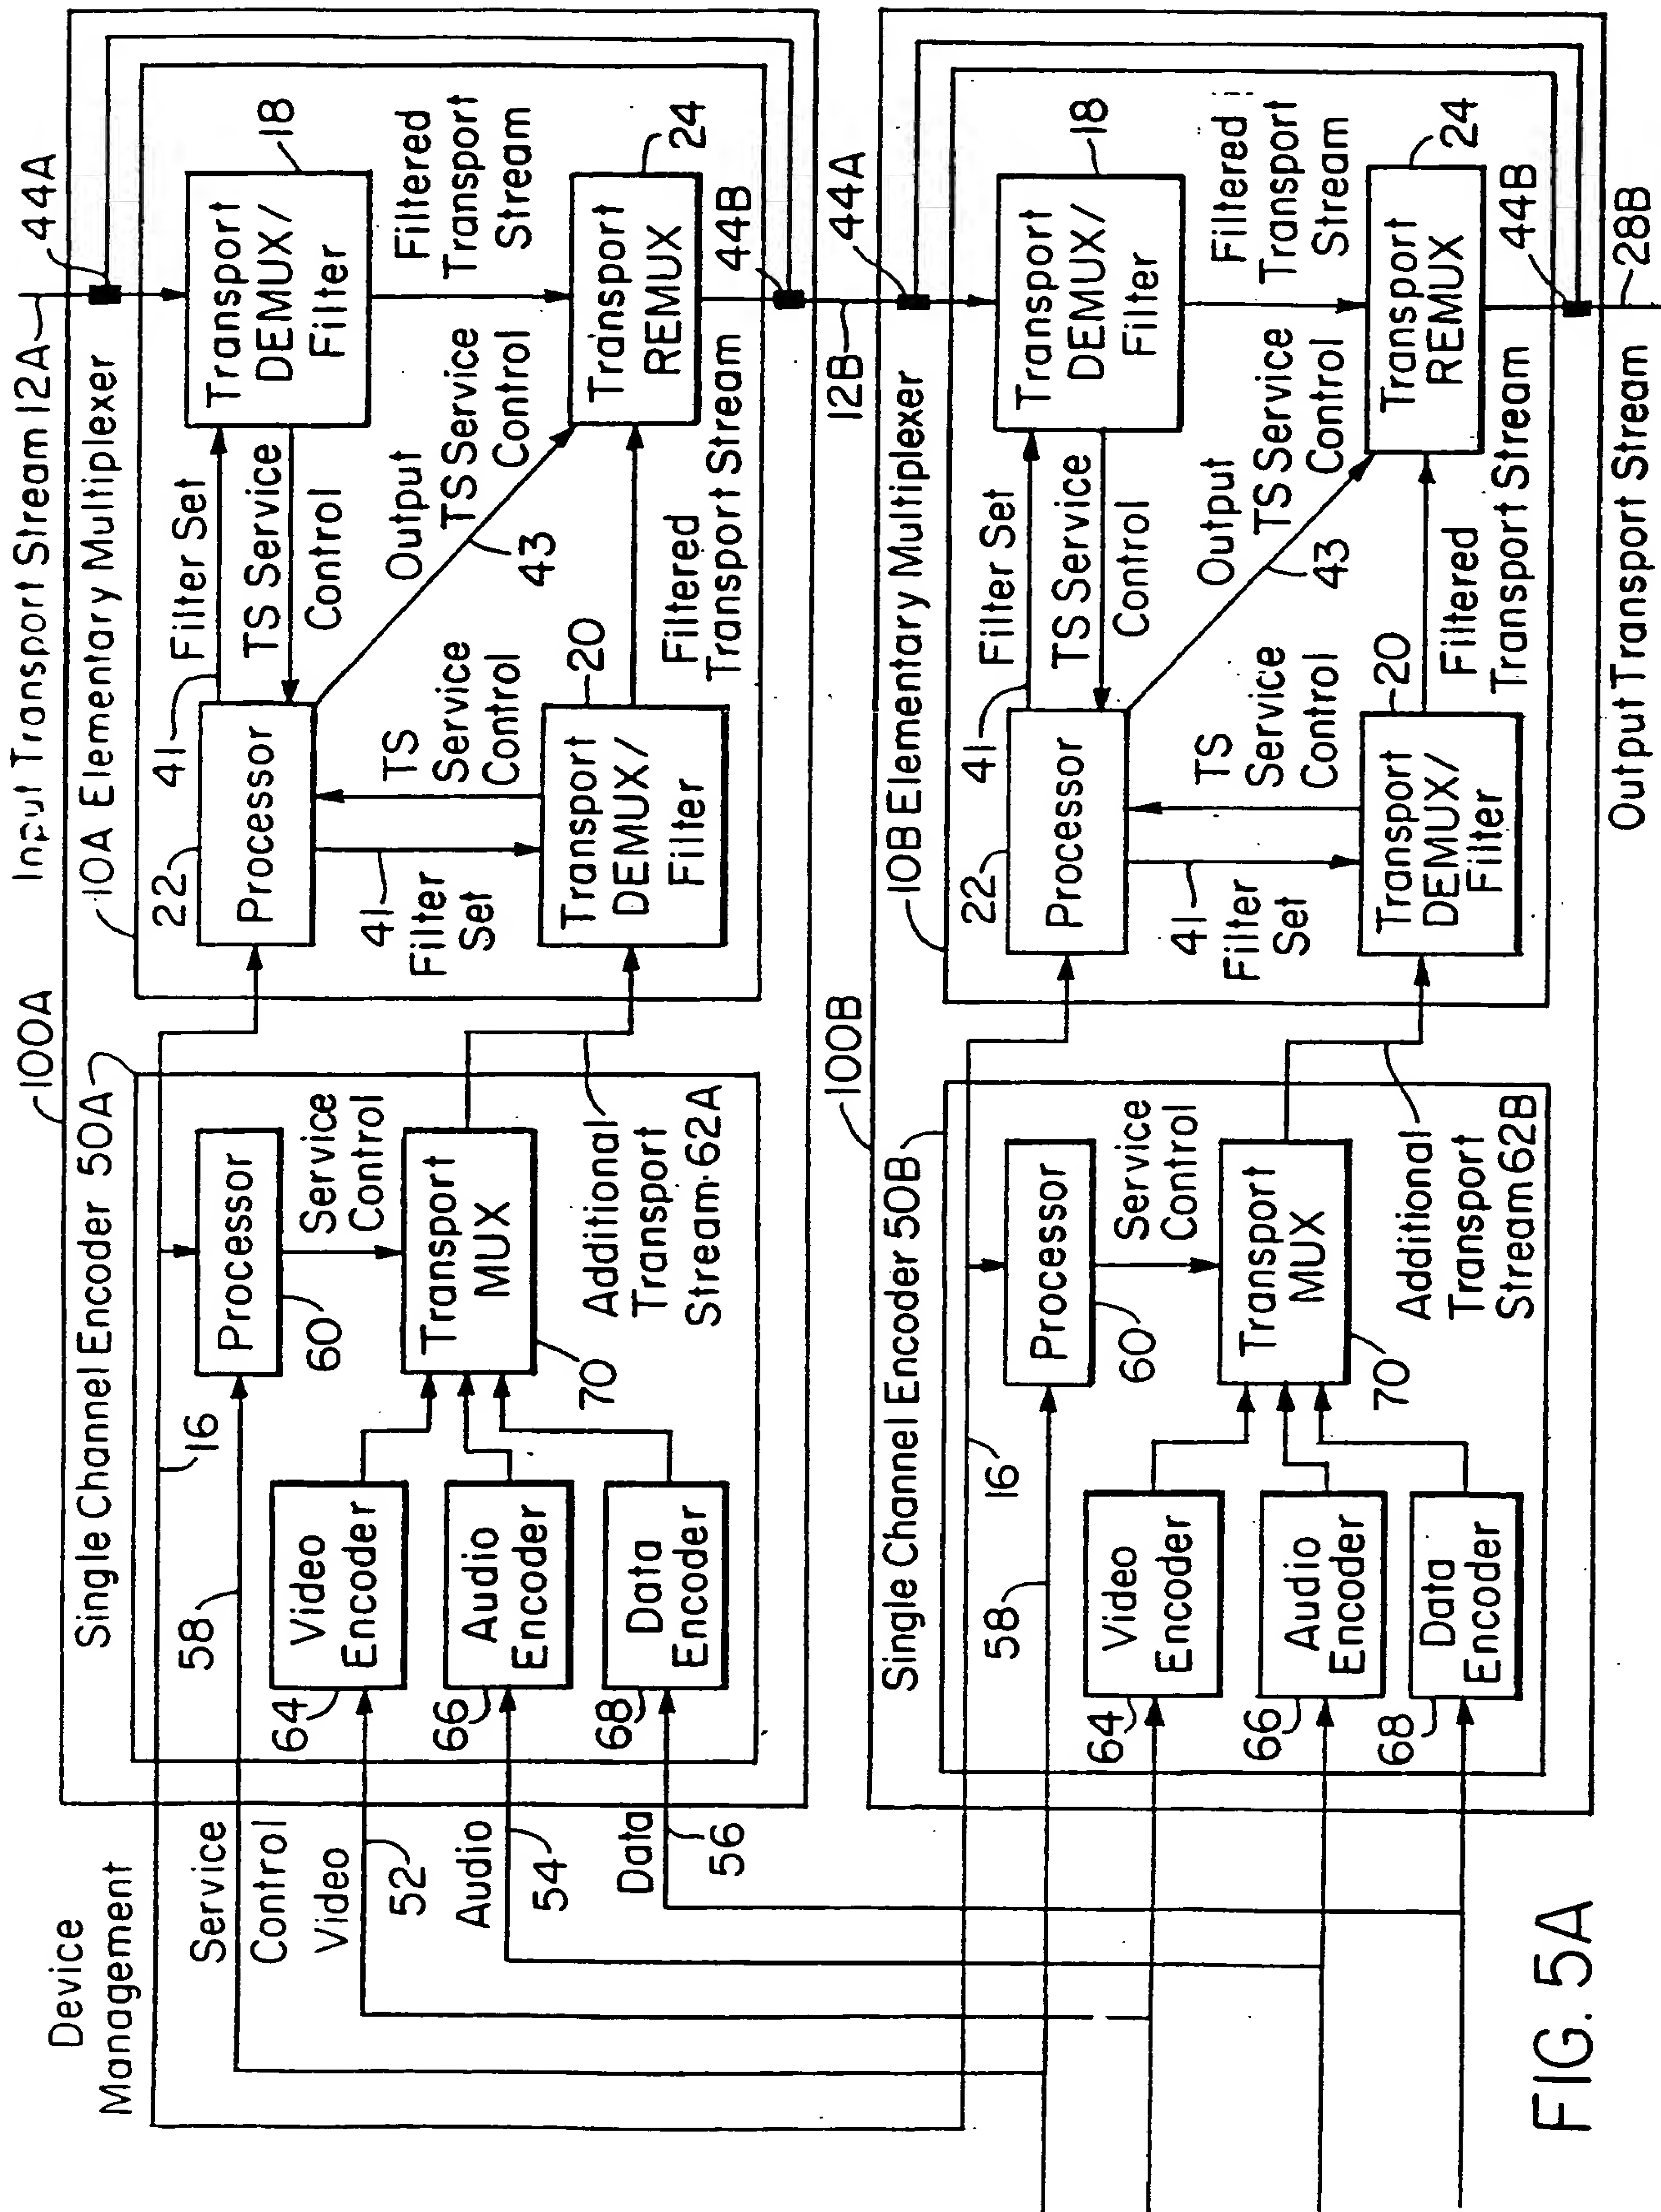 Device
Management
Service
Control
Video
52
Audio
54
Data
56
100A
Single Channel Encoder 50A
16
58
Processor
60
Service
Control
Video
Encoder
64
Audio
Encoder
66
Data
Encoder
68
Transport
MUX
70
Additional
Transport
Stream 62A
Input Transport Stream 12A
44A
10A Elementary Multiplexer
22
Processor
41
Filter Set
TS Service
Control
Transport
DEMUX/
Filter
18
41
Filter
Set
TS
Service
Control
Output
TS Service
Control
43
Filtered
Transport
Stream
Transport
DEMUX/
Filter
20
Filtered
Transport Stream
Transport
REMUX
24
44B
12B
100B
Single Channel Encoder 50B
16
58
Processor
60
Service
Control
Video
Encoder
64
Audio
Encoder
66
Data
Encoder
68
Transport
MUX
70
Additional
Transport
Stream 62B
44A
10B Elementary Multiplexer
22
Processor
41
Filter Set
TS Service
Control
Transport
DEMUX/
Filter
18
41
Filter
Set
TS
Service
Control
Output
TS Service
Control
43
Filtered
Transport
Stream
Transport
DEMUX/
Filter
20
Filtered
Transport Stream
Transport
REMUX
24
44B
28B
Output Transport Stream
FIG. 5A